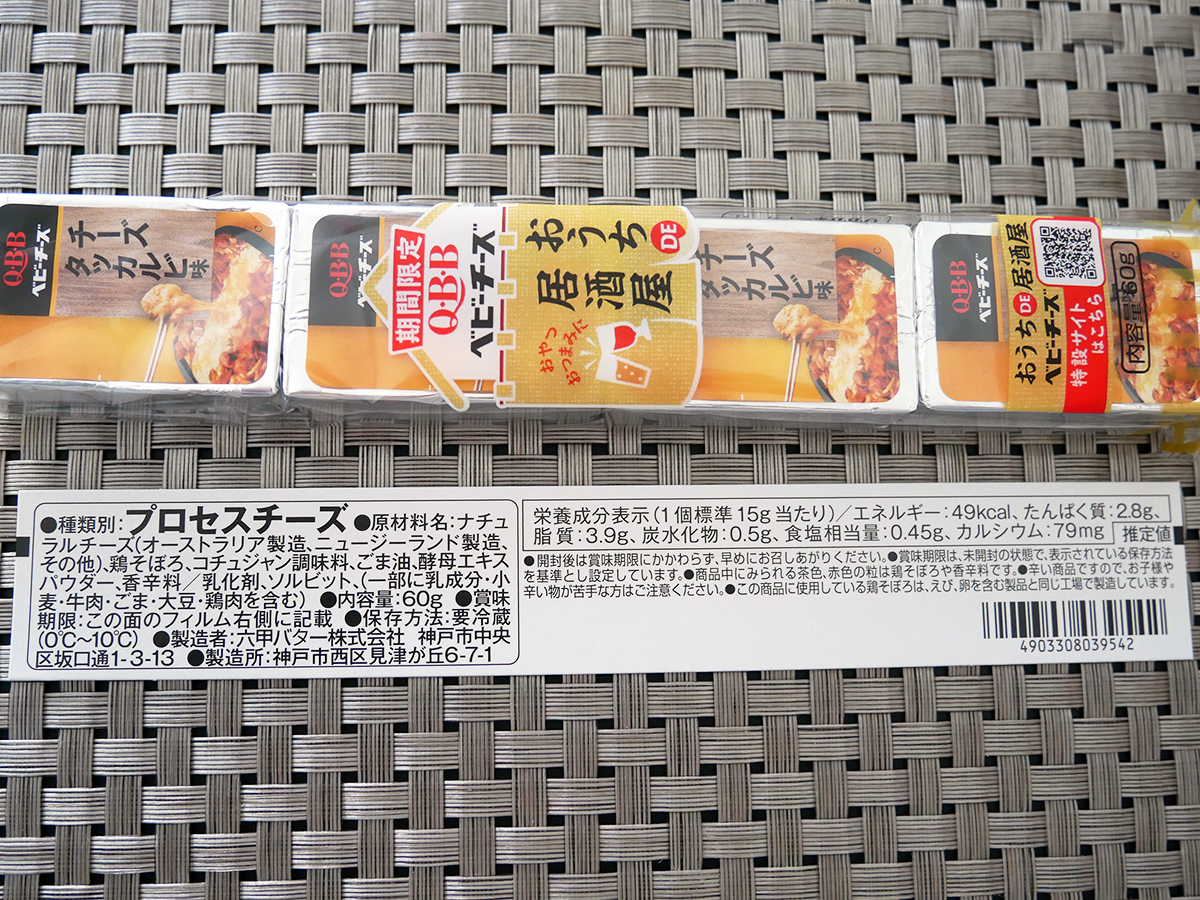 Q·B·B
ベビーチーズ
チーズ
タッカルビ味
Q·B·B
ベビーチーズ
期間限定
Q·B·B
ベビーチーズ
おうちDE
居酒屋
おやつ
おつまみに
チーズ
タッカルビ味
Q·B·B
ベビーチーズ
おうちDE居酒屋
ベビーチーズ
特設サイト
はこちら
内容量60g
●種類別:プロセスチーズ ●原材料名:ナチュ
ラルチーズ(オーストラリア製造、ニュージーランド製造、
その他)、鶏そぼろ、コチュジャン調味料、ごま油、酵母エキス
パウダー、香辛料/乳化剤、ソルビット、(一部に乳成分・小
麦・牛肉・ごま・大豆・鶏肉を含む) ●内容量:60g ●賞味
期限:この面のフィルム右側に記載 ●保存方法:要冷蔵
(0℃~10℃) ●製造者:六甲バター株式会社 神戸市中央
区坂口通1-3-13 ●製造所:神戸市西区見津が丘6-7-1
栄養成分表示(1個標準15g当たり)/エネルギー:49kcal、たんぱく質:2.8g、
脂質:3.9g、炭水化物:0.5g、食塩相当量:0.45g、カルシウム:79mg 推定値
●開封後は賞味期限にかかわらず、早めにお召しあがりください。●賞味期限は、未開封の状態で、表示されている保存方法
を基準とし設定しています。●商品中にみられる茶色、赤色の粒は鶏そぼろや香辛料です。●辛い商品ですので、お子様や
辛い物が苦手な方はご注意ください。●この商品に使用している鶏そぼろは、えび、卵を含む製品と同じ工場で製造しています。
4903308039542